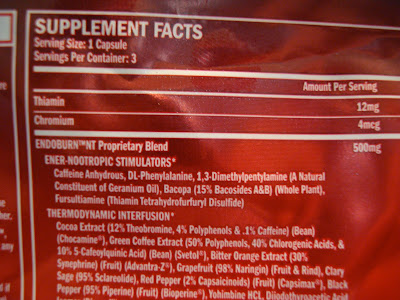 SUPPLEMENT FACTS
Serving Size: 1 Capsule
Servings Per Container: 3
Amount Per Serving
Thiamin 12mg
Chromium 4mcg
ENDOBURN™NT Proprietary Blend 500mg
ENER-NOOTROPIC STIMULATORS*
Caffeine Anhydrous, DL-Phenylalanine, 1,3-Dimethylpentylamine (A Natural
Constituent of Geranium Oil), Bacopa (15% Bacosides A&B) (Whole Plant),
Fursultiamine (Thiamin Tetrahydrofurfuryl Disulfide)
THERMODYNAMIC INTERFUSION*
Cocoa Extract (12% Theobromine, 4% Polyphenols & .1% Caffeine) (Bean)
(Chocamine®), Green Coffee Extract (50% Polyphenols, 40% Chlorogenic Acids, &
10% 5-Cafeolquinic Acid) (Bean) (Svetol®), Bitter Orange Extract (30%
Synephrine) (Fruit) (Advantra-Z®), Grapefruit (98% Naringin) (Fruit & Rind), Clary
Sage (95% Sclareolide), Red Pepper (2% Capsaicinoids) (Fruit) (Capsimax®), Black
Pepper (95% Piperine) (Fruit) (Bioperine®), Yohimbine HCL, Diiodothyroacetic Acid